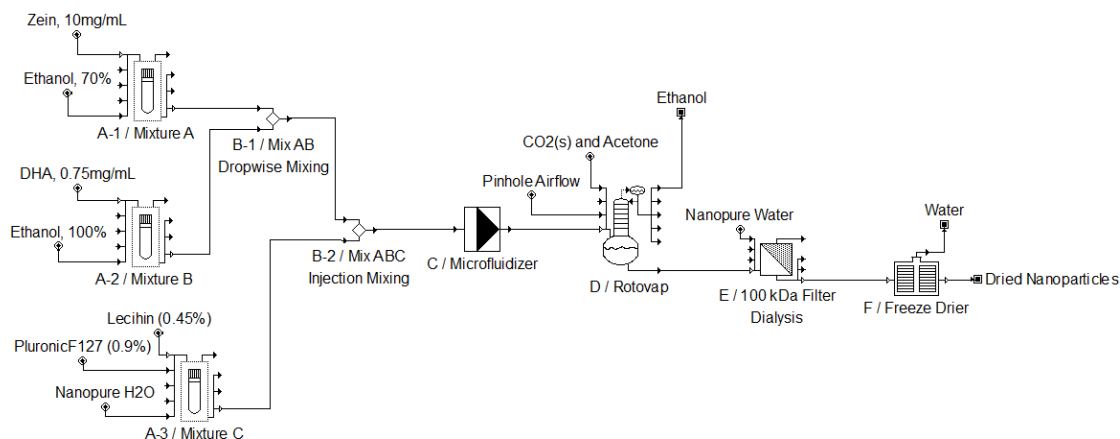 Zein, 10mg/mL
Ethanol, 70%
A-1 / Mixture A
DHA, 0.75mg/mL
Ethanol, 100%
A-2 / Mixture B
B-1 / Mix AB
Dropwise Mixing
Lecihin (0.45%)
PluronicF127 (0.9%)
Nanopure H2O
A-3 / Mixture C
B-2 / Mix ABC
Injection Mixing
C / Microfluidizer
Ethanol
CO2(s) and Acetone
Pinhole Airflow
D / Rotovap
Nanopure Water
E / 100 kDa Filter
Dialysis
Water
F / Freeze Drier
Dried Nanoparticles